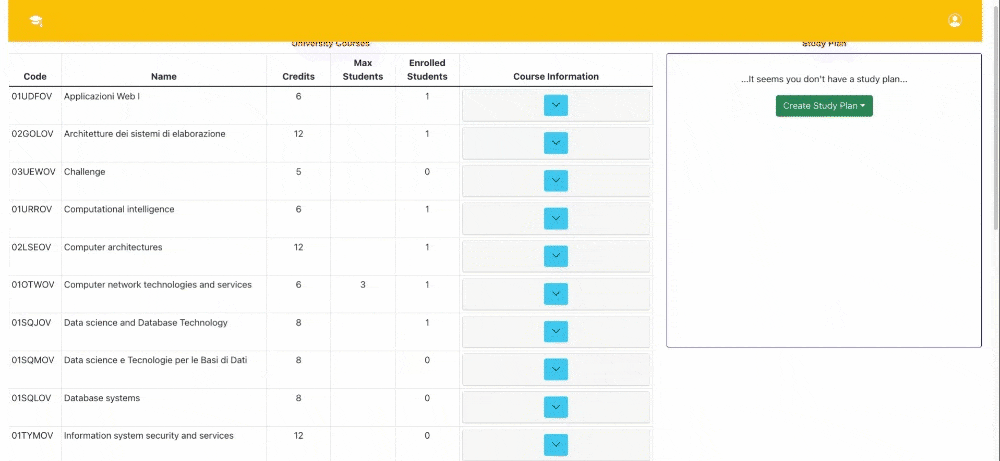 University Courses
Study Plan
Code Name Credits Max Students Enrolled Students Course Information
01UDFOV Applicazioni Web I 6 1
02GOLOV Architetture dei sistemi di elaborazione 12 1
03UEWOV Challenge 5 0
01URROV Computational intelligence 6 1
02LSEOV Computer architectures 12 1
01OTWOV Computer network technologies and services 6 3 1
01SQJOV Data science and Database Technology 8 1
01SQMOV Data science e Tecnologie per le Basi di Dati 8 0
01SQLOV Database systems 8 0
01TYMOV Information system security and services 12 0
...It seems you don't have a study plan...
Create Study Plan